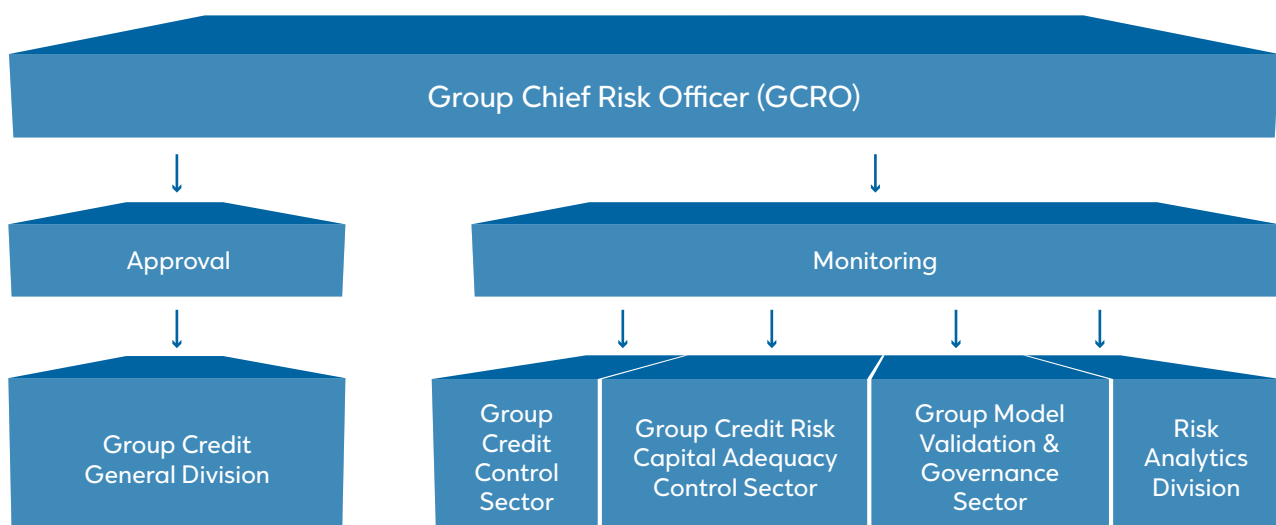 Group Chief Risk Officer (GCRO)
Approval
Monitoring
Group Credit
General Division
Group
Credit
Control
Sector
Group Credit Risk
Capital Adequacy
Control Sector
Group Model
Validation &
Governance
Sector
Risk
Analytics
Division